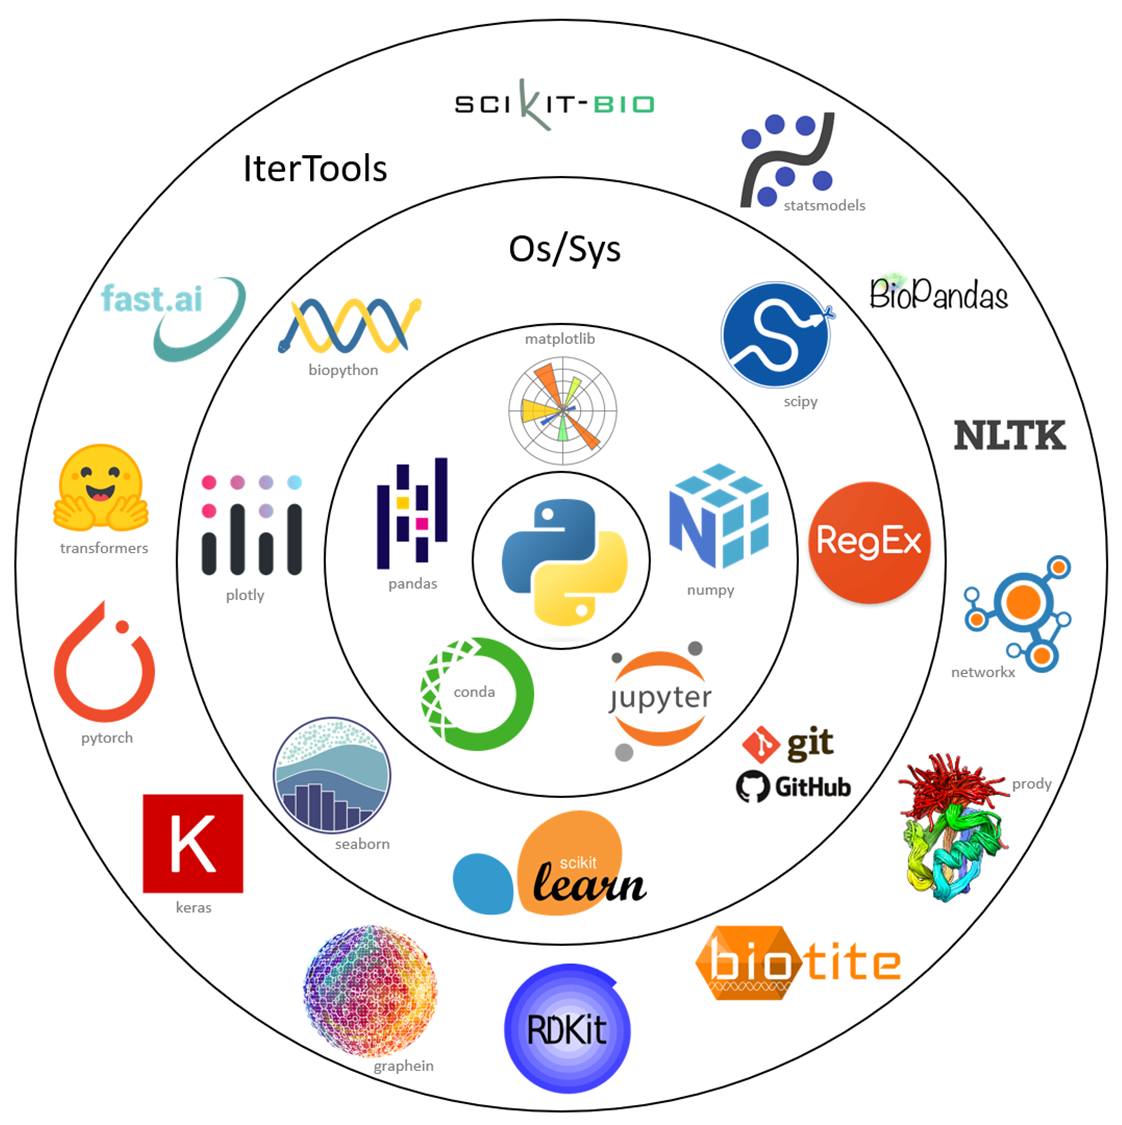 SCIKIT-BIO
IterTools
statsmodels
Os/Sys
fast.ai
BioPandas
biopython
scipy
matplotlib
NLTK
transformers
plotly
pandas
numpy
RegEx
networkx
pytorch
conda
jupyter
git
GitHub
prody
K
keras
seaborn
scikit
learn
biotite
RDKit
graphein